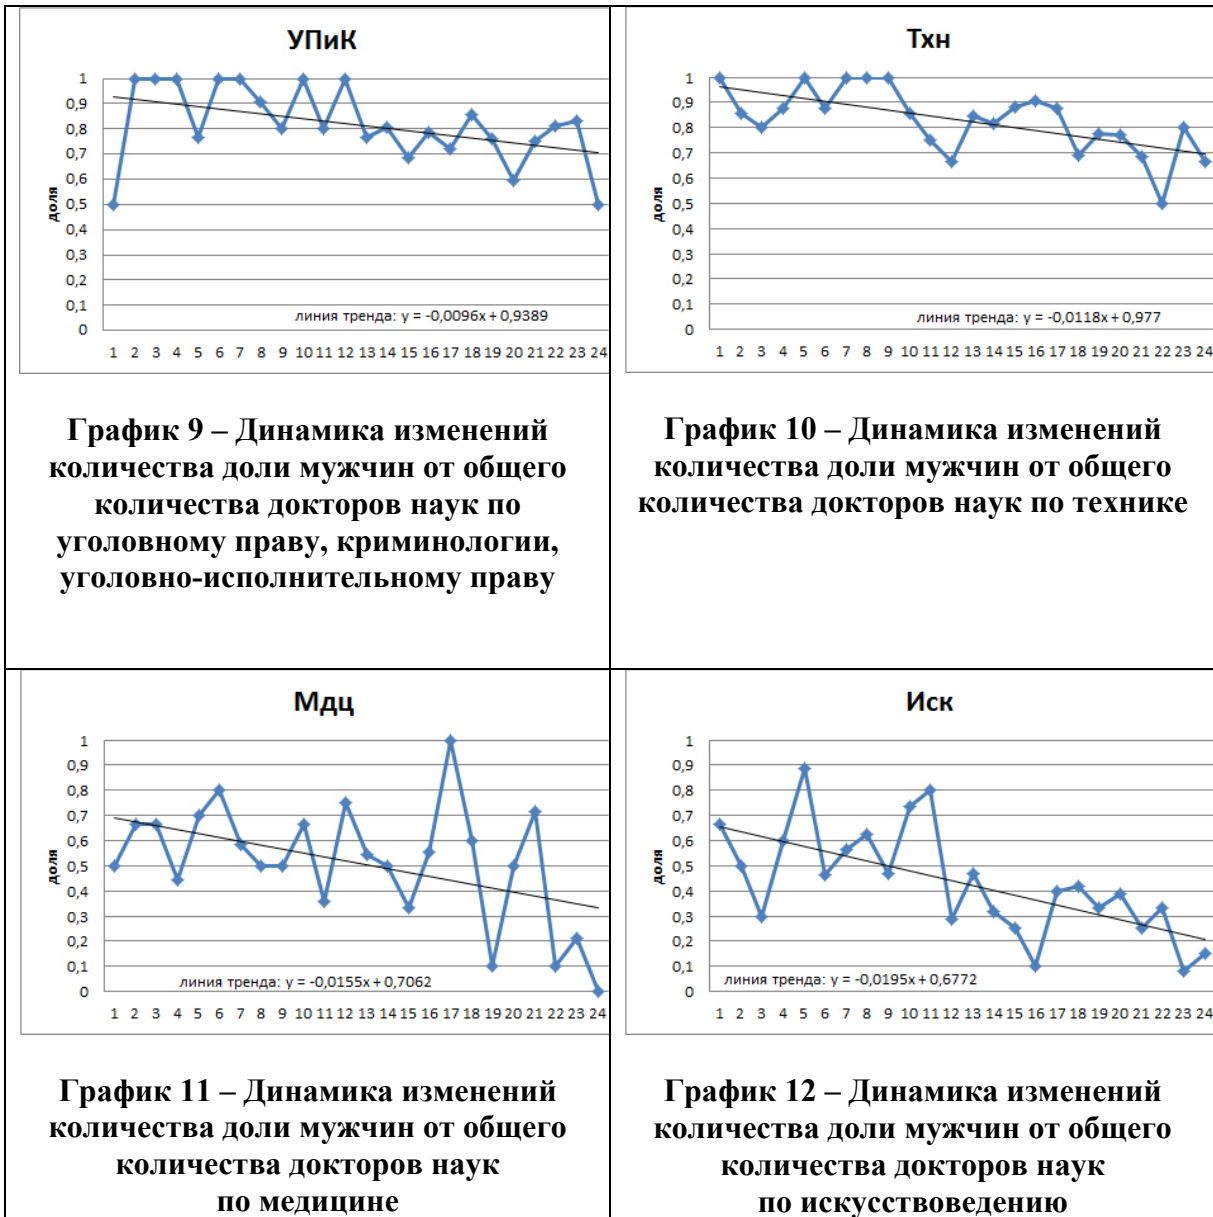 УПиК
1
0,9
0,8
0,7
0,6
0,5
0,4
0,3
0,2
0,1
0
доля
линия тренда: y = -0,0096x + 0,9389
1 2 3 4 5 6 7 8 9 10 11 12 13 14 15 16 17 18 19 20 21 22 23 24
График 9 – Динамика изменений
количества доли мужчин от общего
количества докторов наук по
уголовному праву, криминологии,
уголовно-исполнительному праву
Тхн
1
0,9
0,8
0,7
0,6
0,5
0,4
0,3
0,2
0,1
0
доля
линия тренда: y = -0,0118x + 0,977
1 2 3 4 5 6 7 8 9 10 11 12 13 14 15 16 17 18 19 20 21 22 23 24
График 10 – Динамика изменений
количества доли мужчин от общего
количества докторов наук по технике
Мдц
1
0,9
0,8
0,7
0,6
0,5
0,4
0,3
0,2
0,1
0
доля
линия тренда: y = -0,0155x + 0,7062
1 2 3 4 5 6 7 8 9 10 11 12 13 14 15 16 17 18 19 20 21 22 23 24
График 11 – Динамика изменений
количества доли мужчин от общего
количества докторов наук
по медицине
Иск
1
0,9
0,8
0,7
0,6
0,5
0,4
0,3
0,2
0,1
0
доля
линия тренда: y = -0,0195x + 0,6772
1 2 3 4 5 6 7 8 9 10 11 12 13 14 15 16 17 18 19 20 21 22 23 24
График 12 – Динамика изменений
количества доли мужчин от общего
количества докторов наук
по искусствоведению